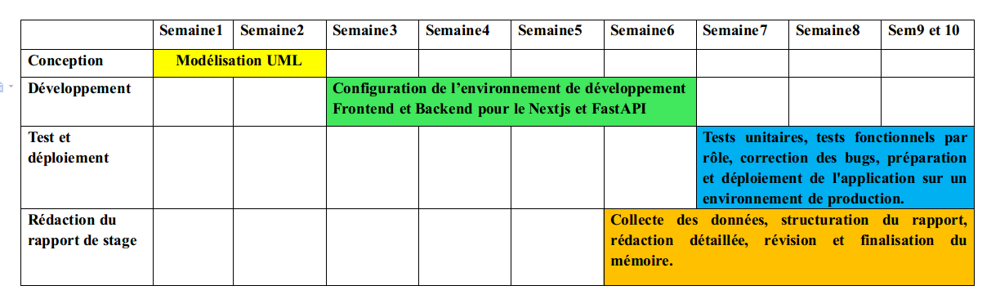 Semaine1 Semaine2 Semaine3 Semaine4 Semaine5 Semaine6 Semaine7 Semaine8 Sem9 et 10
Conception Modélisation UML
Développement
Configuration de l’environnement de développement
Frontend et Backend pour le Nextjs et FastAPI
Test et
déploiement
Tests unitaires, tests fonctionnels par
rôle, correction des bugs, préparation
et déploiement de l'application sur un
environnement de production.
Rédaction du
rapport de stage
Collecte des données, structuration du rapport,
rédaction détaillée, révision et finalisation du
mémoire.